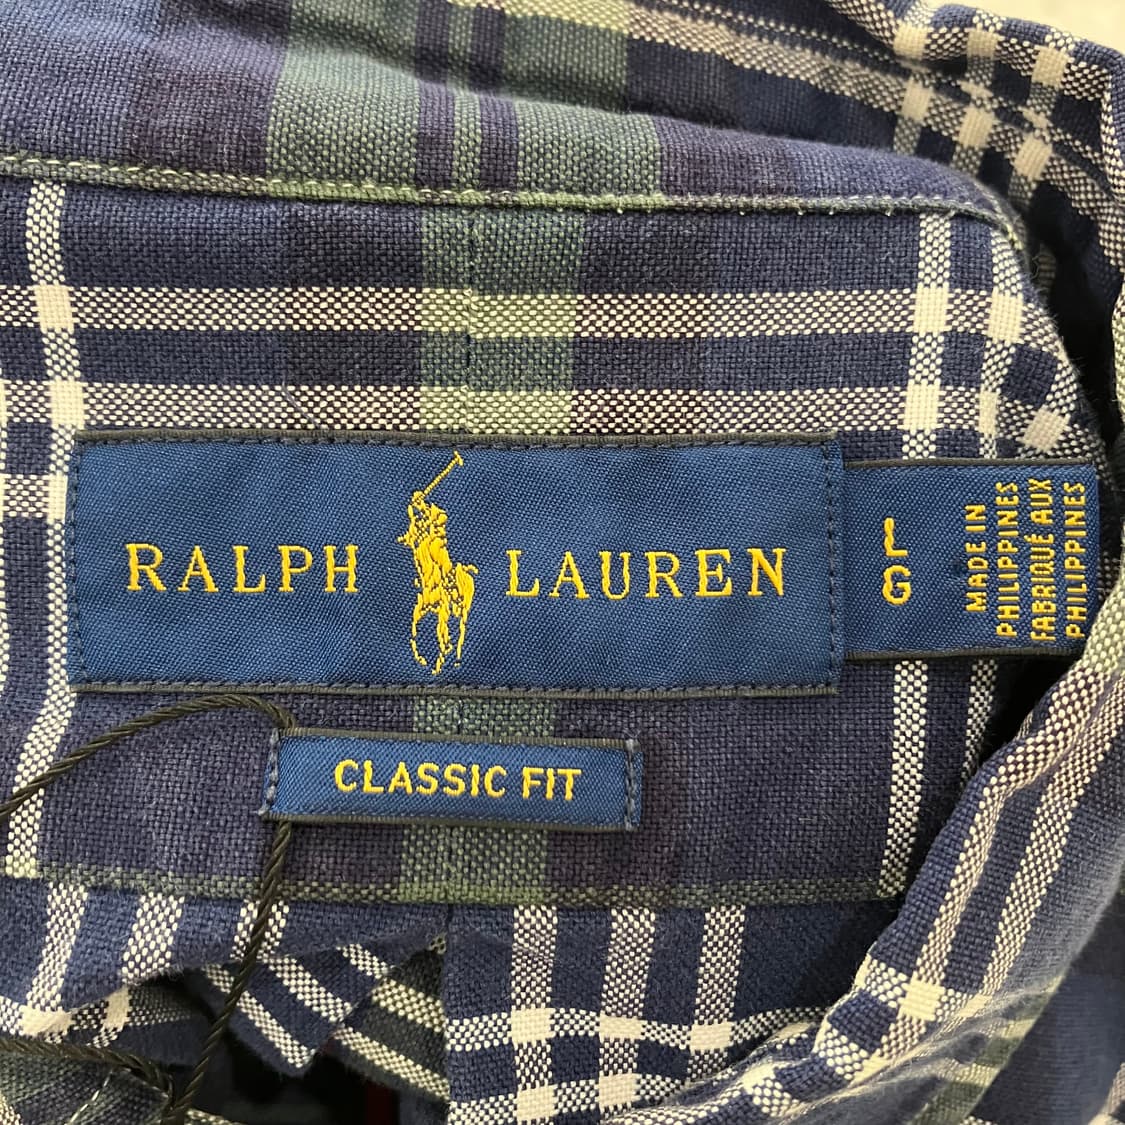 RALPH LAUREN
L
G
MADE IN
PHILIPPINES
FABRIQUÉ AUX
PHILIPPINES
CLASSIC FIT